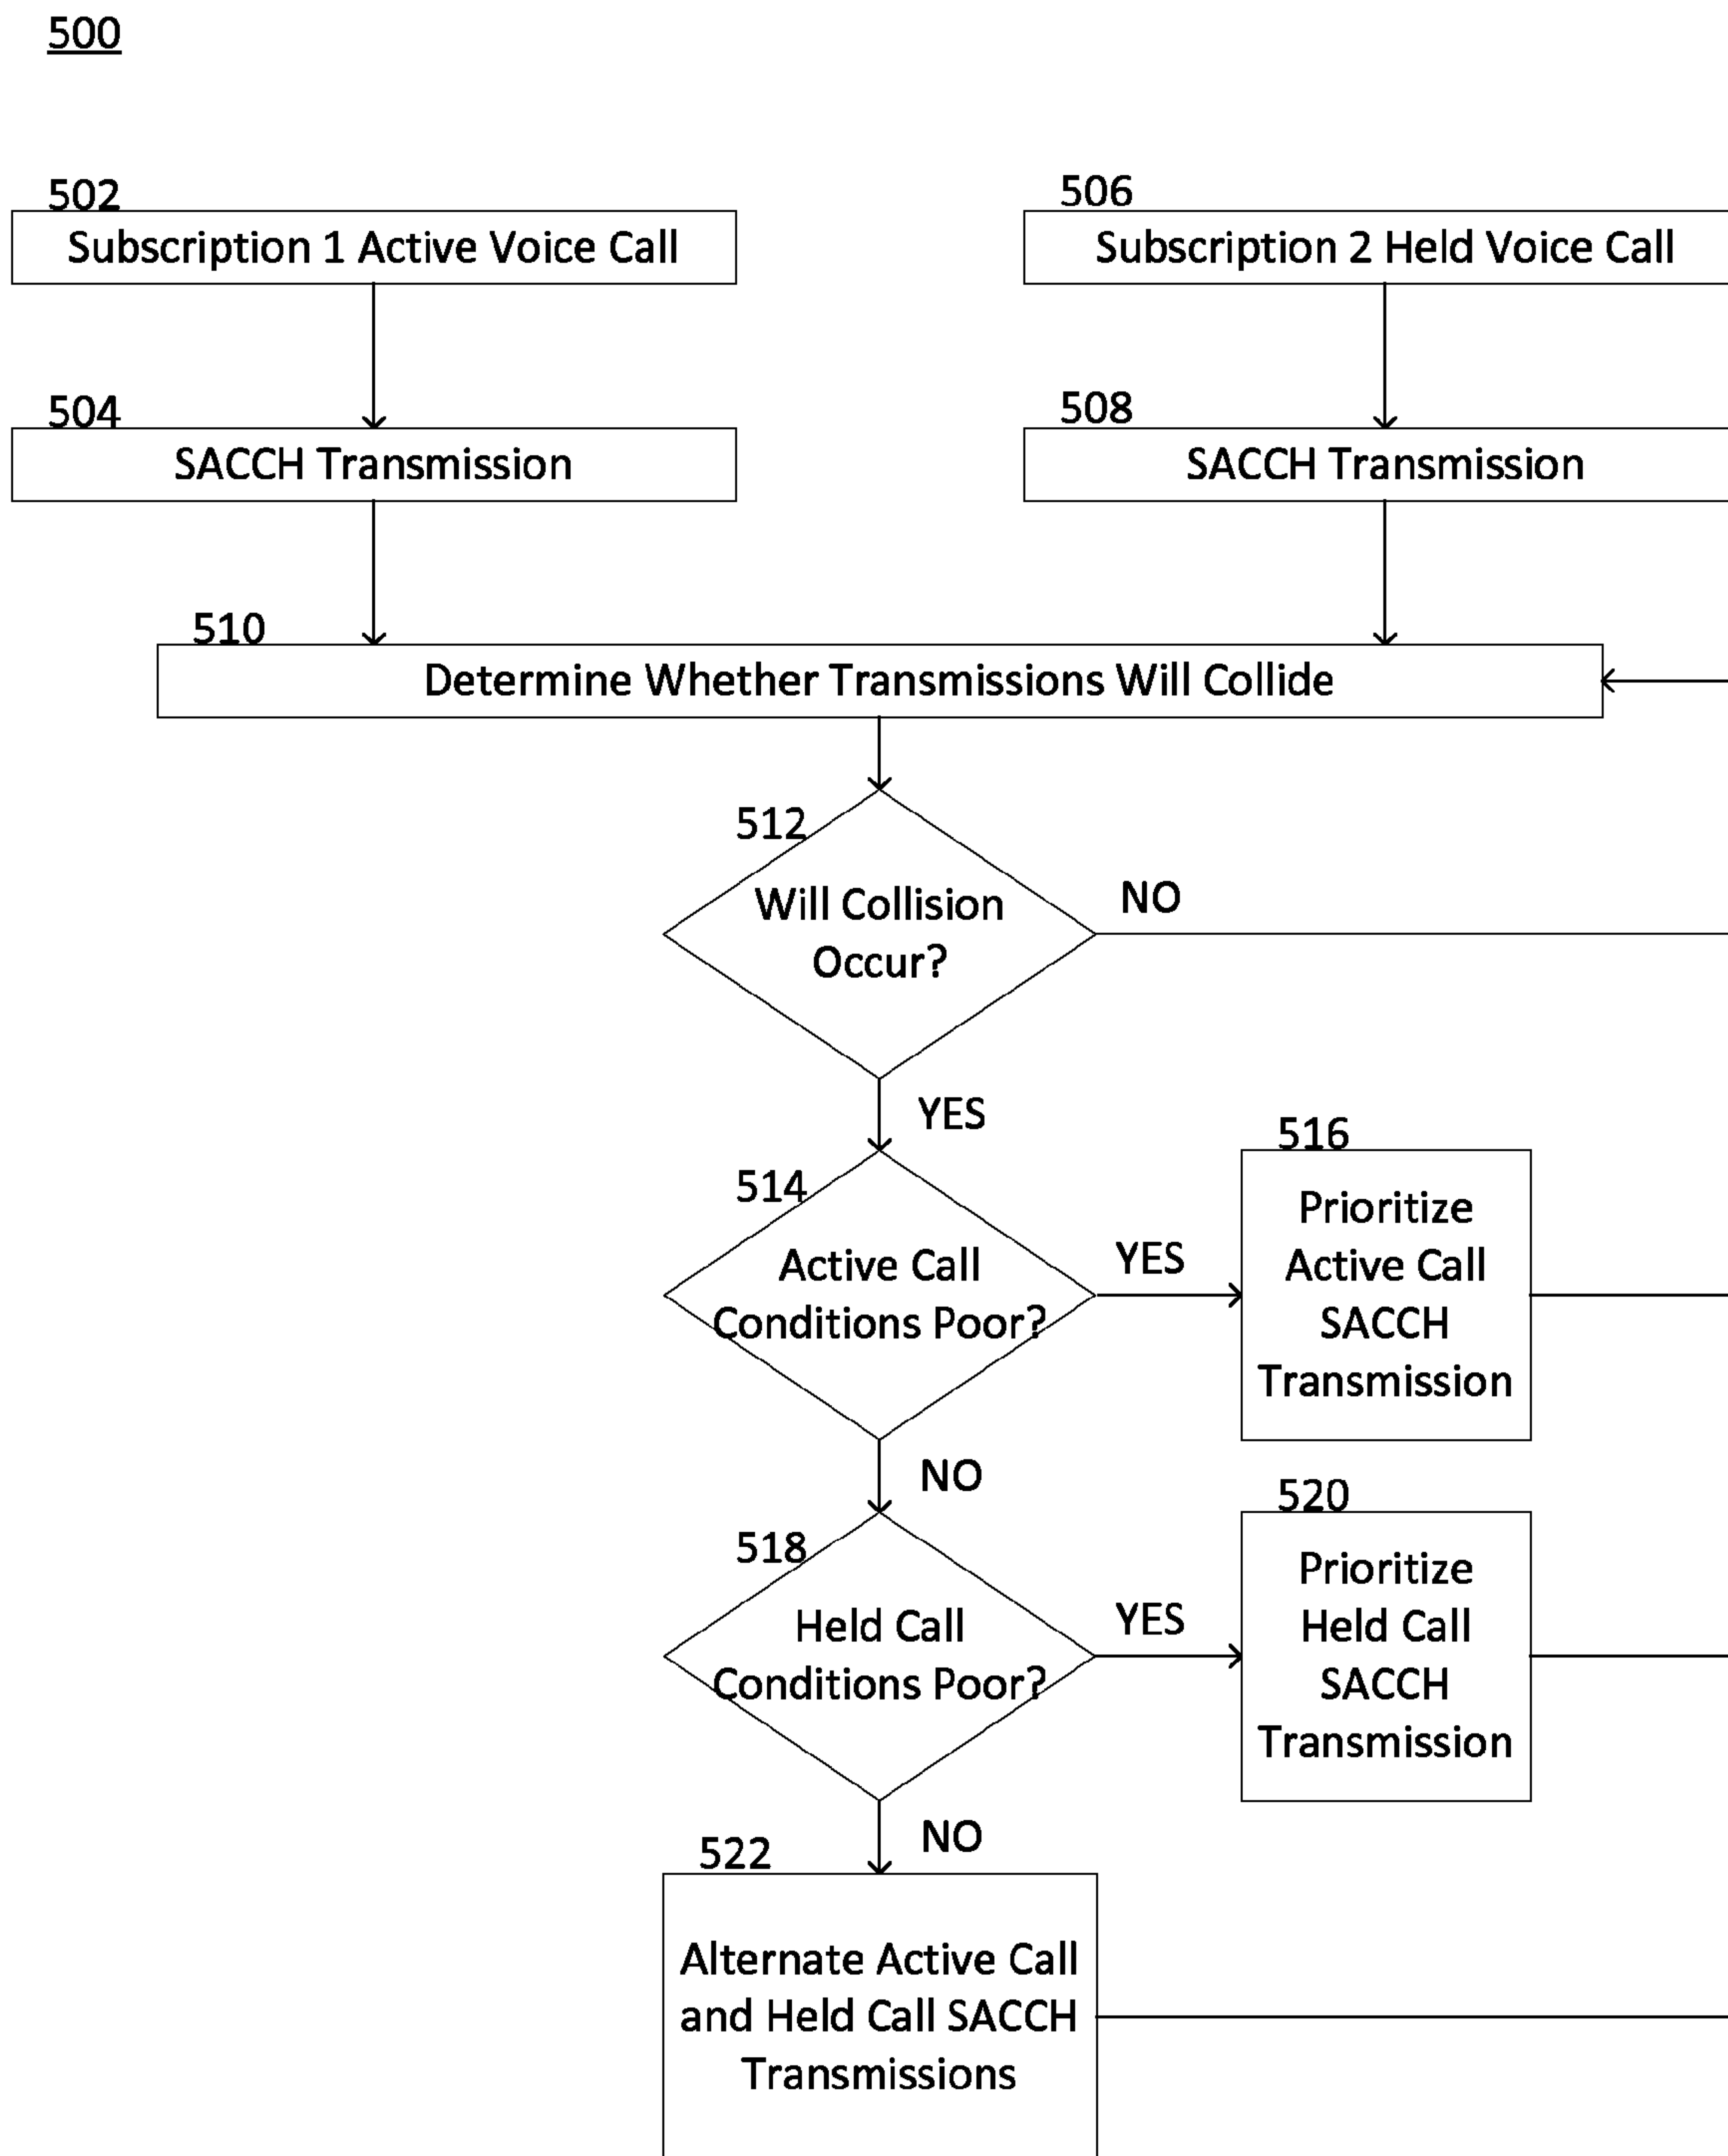 500
502
Subscription 1 Active Voice Call
506
Subscription 2 Held Voice Call
504
SACCH Transmission
508
SACCH Transmission
510
Determine Whether Transmissions Will Collide
512
Will Collision
Occur?
NO
YES
514
Active Call
Conditions Poor?
YES
516
Prioritize
Active Call
SACCH
Transmission
NO
518
Held Call
Conditions Poor?
YES
520
Prioritize
Held Call
SACCH
Transmission
NO
522
Alternate Active Call
and Held Call SACCH
Transmissions